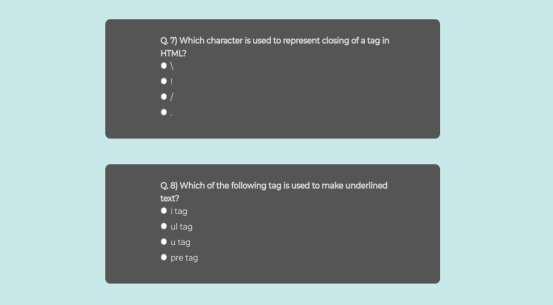 Q. 7) Which character is used to represent closing of a tag in
HTML?
\
!
/
.
Q. 8) Which of the following tag is used to make underlined
text?
i tag
ul tag
u tag
pre tag